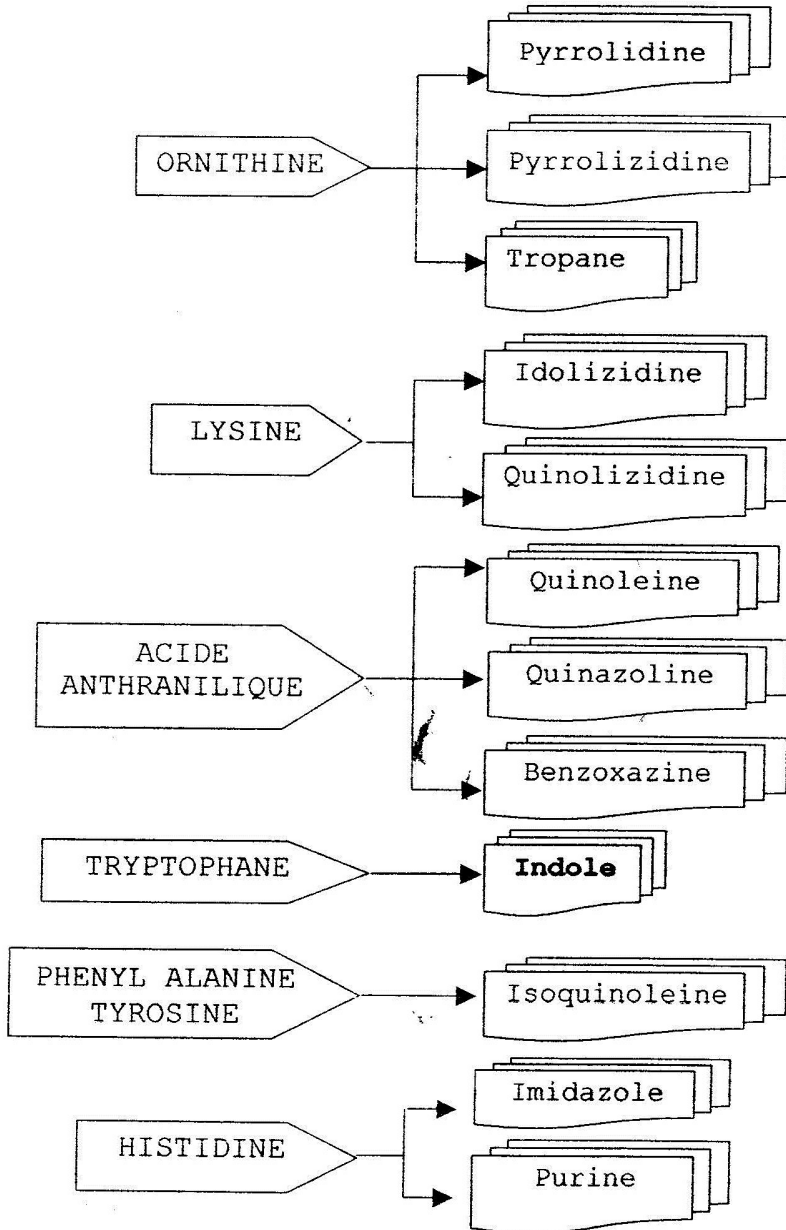 Pyrrolidine
ORNITHINE
Pyrrolizidine
Tropane
Idolizidine
LYSINE
Quinolizidine
Quinoleine
ACIDE
ANTHRANILIQUE
Quinazoline
Benzoxazine
TRYPTOPHANE
Indole
PHENYL ALANINE
TYROSINE
Isoquinoleine
Imidazole
HISTIDINE
Purine